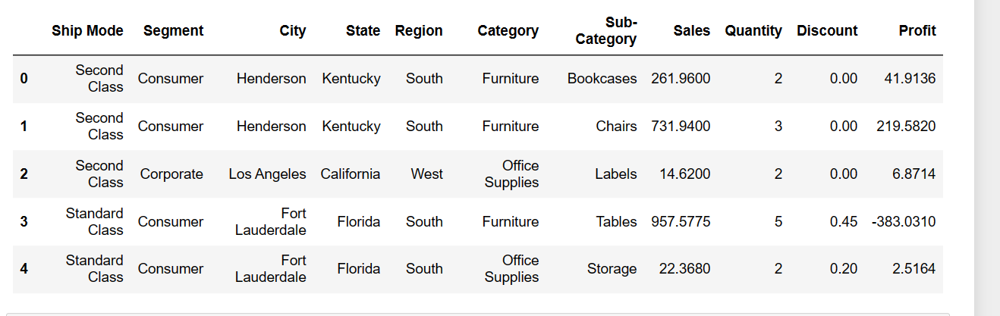 Ship Mode Segment City State Region Category Sub-Category Sales Quantity Discount Profit
0 Second Class Consumer Henderson Kentucky South Furniture Bookcases 261.9600 2 0.00 41.9136
1 Second Class Consumer Henderson Kentucky South Furniture Chairs 731.9400 3 0.00 219.5820
2 Second Class Corporate Los Angeles California West Office Supplies Labels 14.6200 2 0.00 6.8714
3 Standard Class Consumer Fort Lauderdale Florida South Furniture Tables 957.5775 5 0.45 -383.0310
4 Standard Class Consumer Fort Lauderdale Florida South Office Supplies Storage 22.3680 2 0.20 2.5164